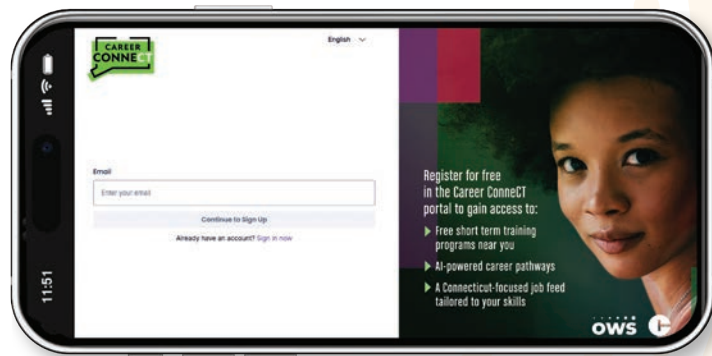 11:51
CAREER
CONNECT
English
Email
Enter your email
Continue to Sign Up
Already have an account? Sign in now
Register for free
in the Career ConneCT
portal to gain access to:
Free short term training
programs near you
AI-powered career pathways
A Connecticut-focused job feed
tailored to your skills
OWS